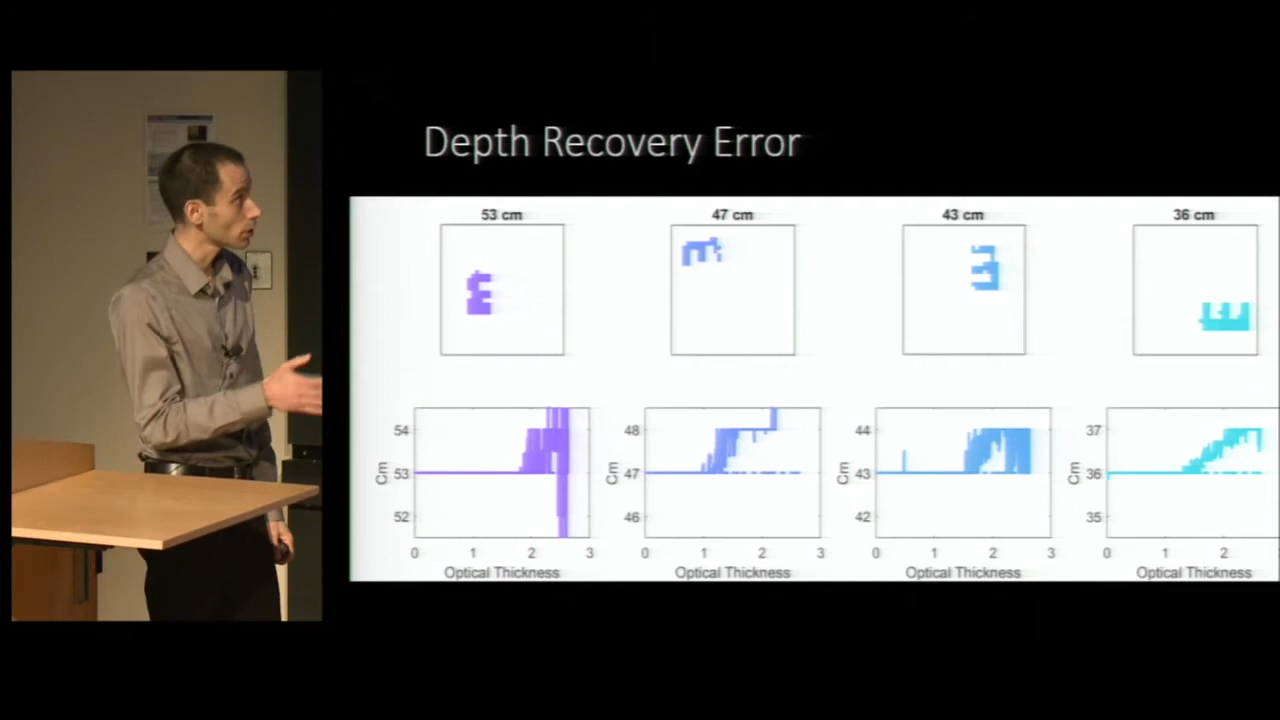 Depth Recovery Error
53 cm 47 cm 43 cm 36 cm
54 48 44 37
Cm 53 Cm 47 Cm 43 Cm 36
52 46 42 35
0 1 2 3 0 1 2 3 0 1 2 3 0 1 2
Optical Thickness Optical Thickness Optical Thickness Optical Thickness